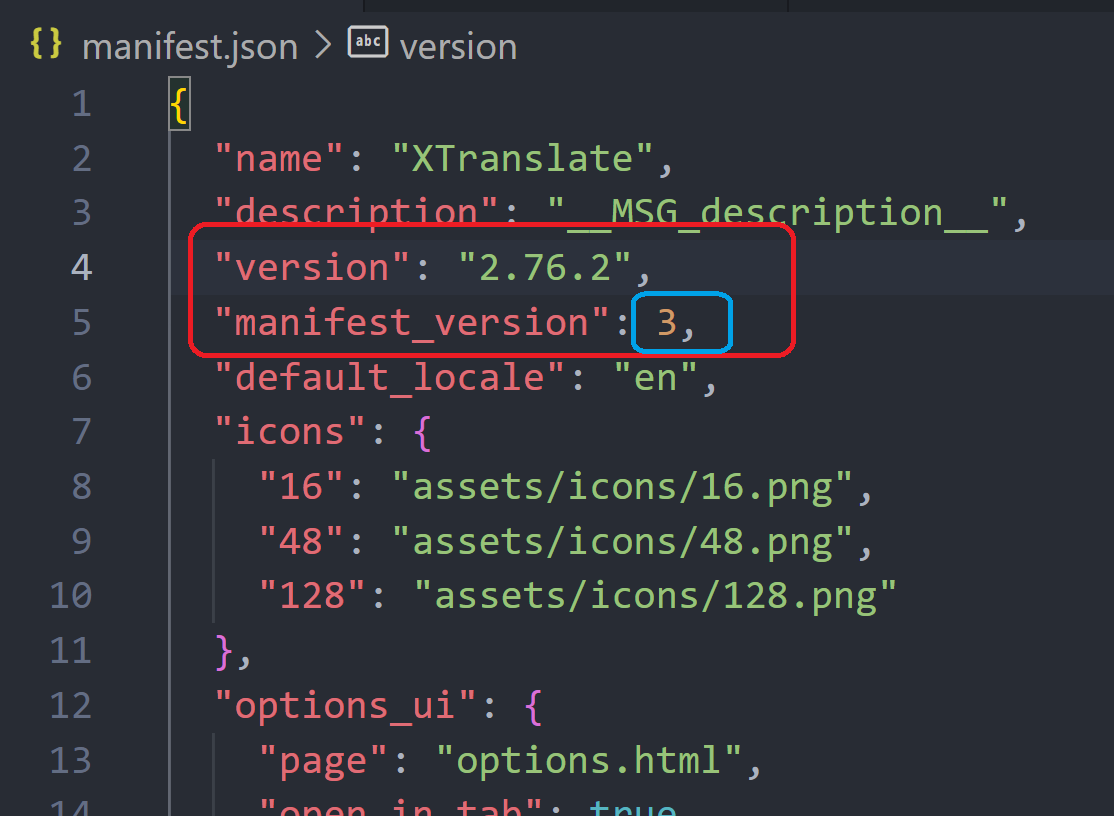 {} manifest.json > abc version
1 {
2 "name": "XTranslate",
3 "description": "__MSG_description__",
4 "version": "2.76.2",
5 "manifest_version": 3,
6 "default_locale": "en",
7 "icons": {
8 "16": "assets/icons/16.png",
9 "48": "assets/icons/48.png",
10 "128": "assets/icons/128.png"
11 },
12 "options_ui": {
13 "page": "options.html",
14 "open_in_tab": true